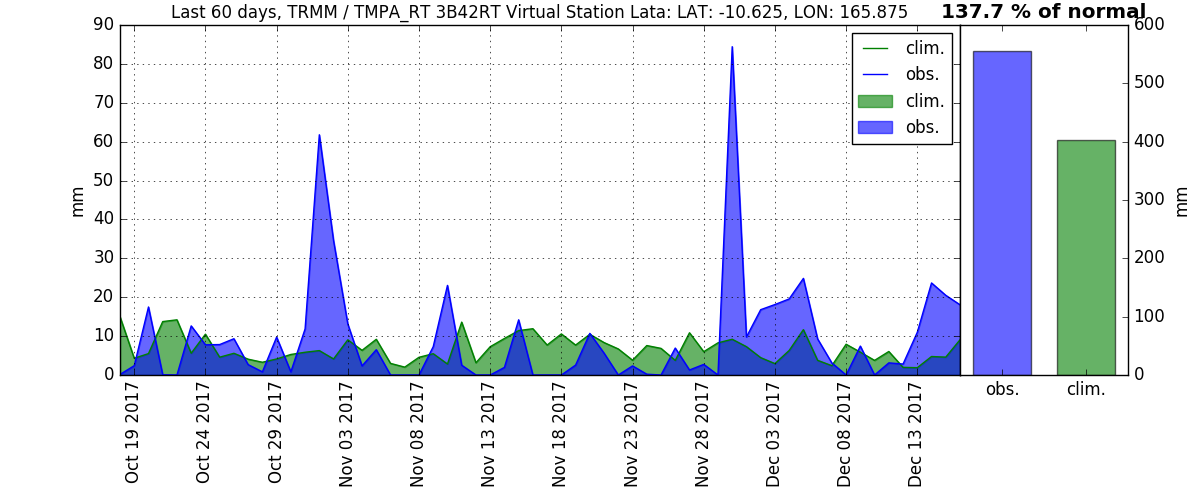 Last 60 days, TRMM / TMPA_RT 3B42RT Virtual Station Lata: LAT: -10.625, LON: 165.875
137.7 % of normal
90
80
70
60
50
40
30
20
10
0
mm
clim.
obs.
clim.
obs.
Oct 19 2017
Oct 24 2017
Oct 29 2017
Nov 03 2017
Nov 08 2017
Nov 13 2017
Nov 18 2017
Nov 23 2017
Nov 28 2017
Dec 03 2017
Dec 08 2017
Dec 13 2017
600
500
400
300
200
100
0
mm
obs.
clim.